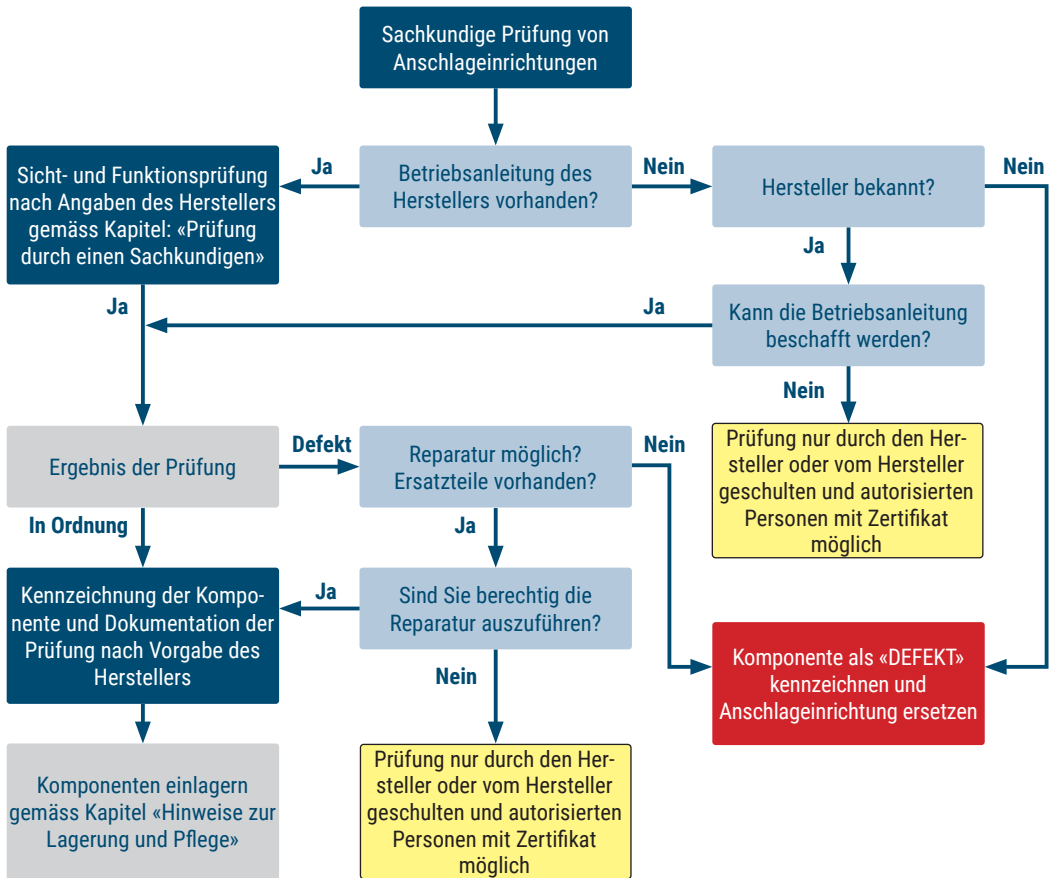 Sachkundige Prüfung von
Anschlageinrichtungen
Ja
Nein
Nein
Sicht- und Funktionsprüfung
nach Angaben des Herstellers
gemäss Kapitel: «Prüfung
durch einen Sachkundigen»
Betriebsanleitung des
Herstellers vorhanden?
Hersteller bekannt?
Ja
Ja
Ja
Kann die Betriebsanleitung
beschafft werden?
Nein
Ergebnis der Prüfung
Defekt
Reparatur möglich?
Ersatzteile vorhanden?
Nein
Prüfung nur durch den Her-
steller oder vom Hersteller
geschulten und autorisierten
Personen mit Zertifikat
möglich
In Ordnung
Ja
Kennzeichnung der Kompo-
nente und Dokumentation der
Prüfung nach Vorgabe des
Herstellers
Ja
Sind Sie berechtig die
Reparatur auszuführen?
Nein
Komponente als «DEFEKT»
kennzeichnen und
Anschlageinrichtung ersetzen
Komponenten einlagern
gemäss Kapitel «Hinweise zur
Lagerung und Pflege»
Prüfung nur durch den Her-
steller oder vom Hersteller
geschulten und autorisierten
Personen mit Zertifikat
möglich